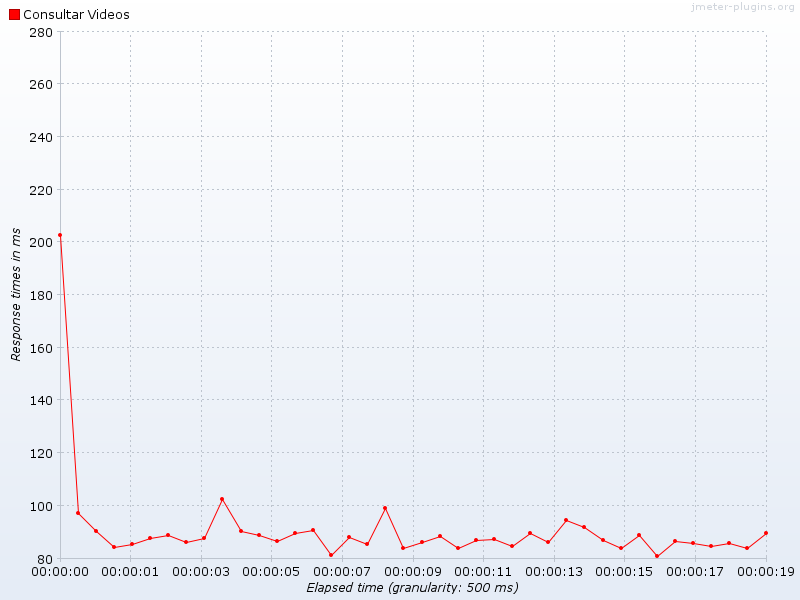 jmeter-plugins.org
Consultar Videos
280
260
240
220
200
180
160
140
120
100
80
Response times in ms
00:00:00 00:00:01 00:00:03 00:00:05 00:00:07 00:00:09 00:00:11 00:00:13 00:00:15 00:00:17 00:00:19
Elapsed time (granularity: 500 ms)